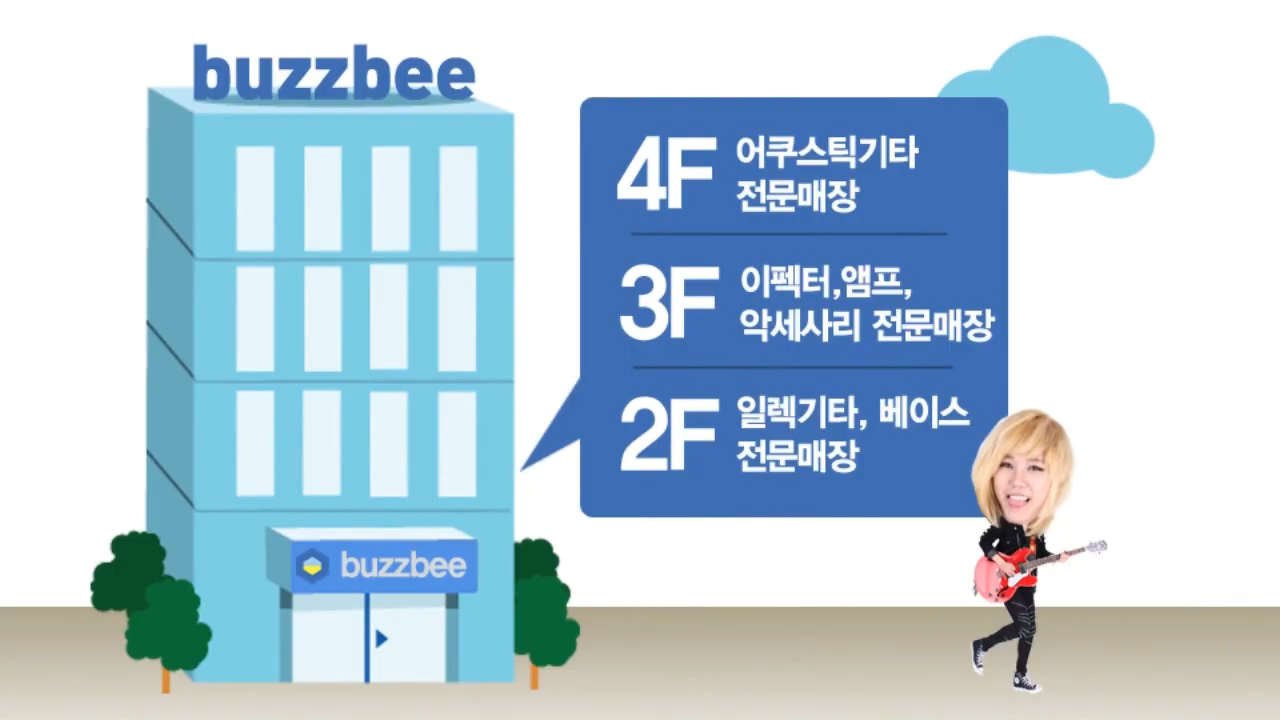 buzzbee
4F 어쿠스틱기타
전문매장
3F 이펙터,앰프,
악세사리 전문매장
2F 일렉기타, 베이스
전문매장
buzzbee